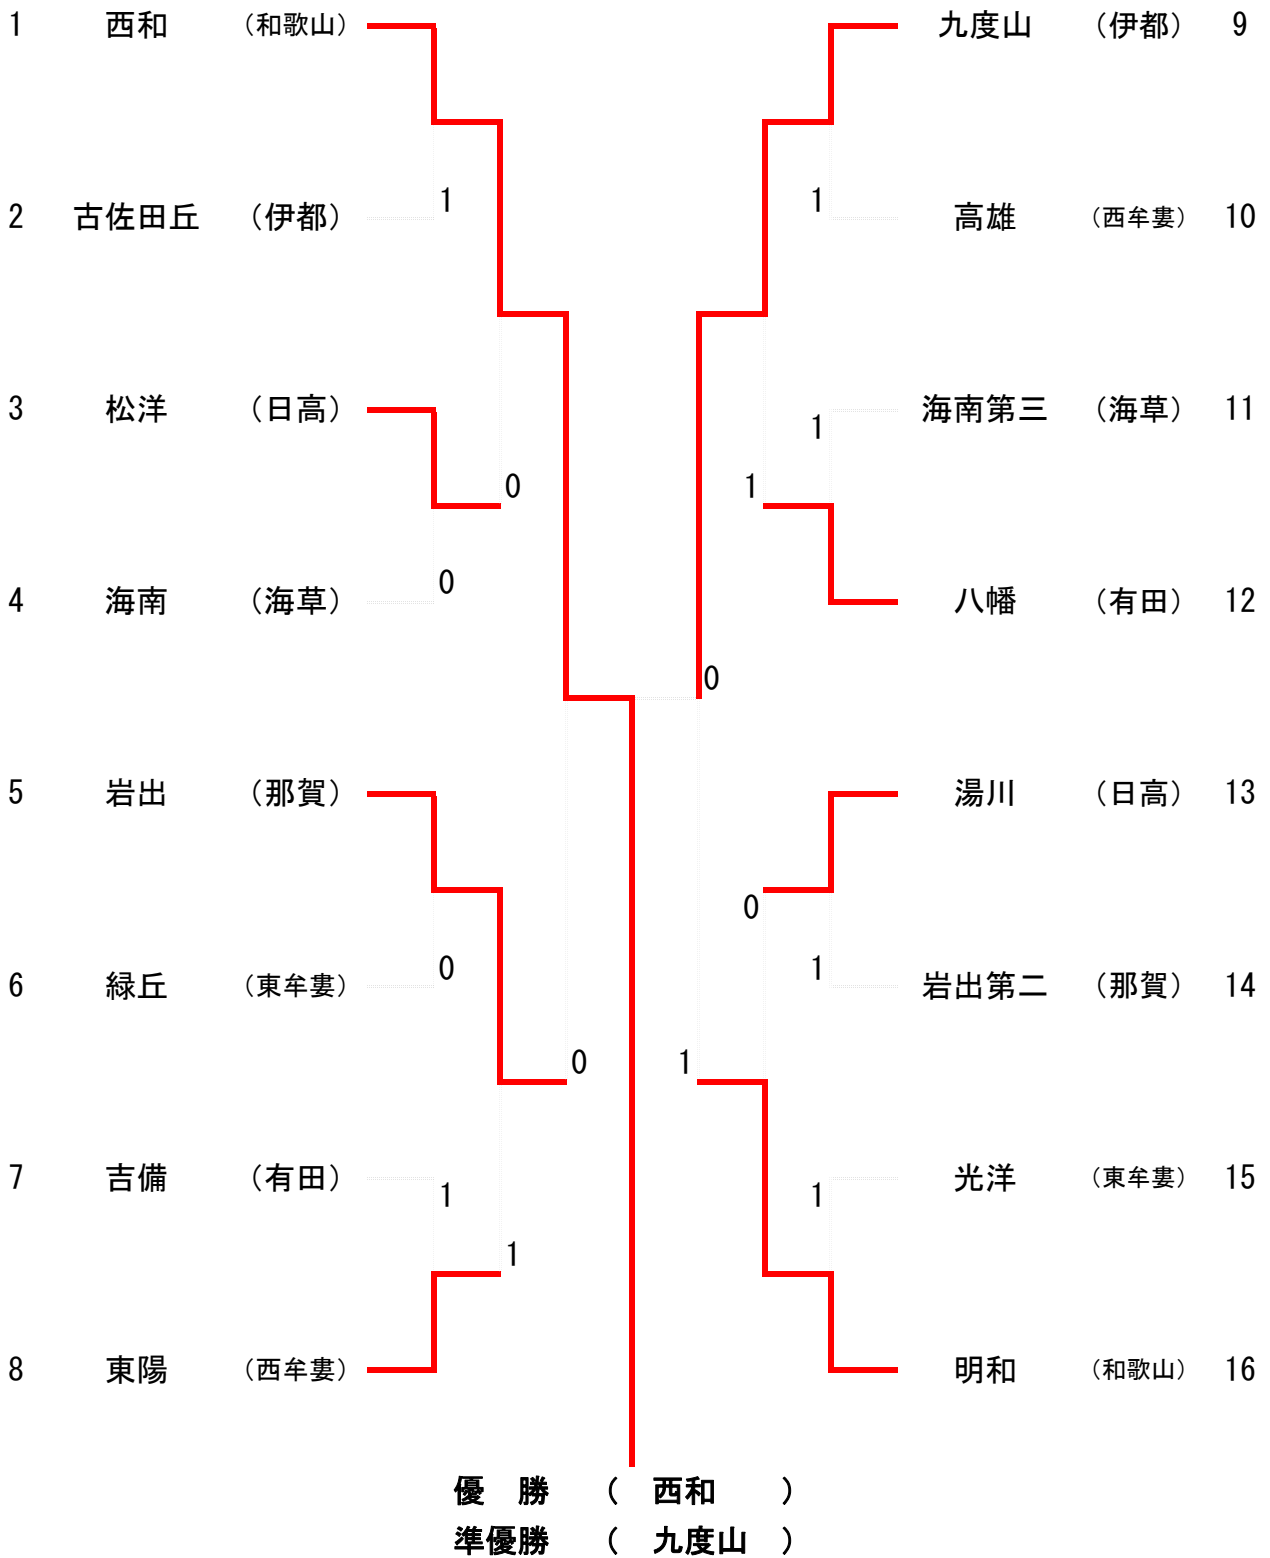 1 西和 （和歌山） 九度山 （伊都） 9
1 1
2 古佐田丘 （伊都） 高雄 （西牟婁） 10
3 松洋 （日高） 海南第三 （海草） 11
1
0 1
0
4 海南 （海草） 八幡 （有田） 12
0
5 岩出 （那賀） 湯川 （日高） 13
0
0 1
6 緑丘 （東牟婁） 岩出第二 （那賀） 14
0 1
7 吉備 （有田） 光洋 （東牟婁） 15
1 1
1
8 東陽 （西牟婁） 明和 （和歌山） 16
優　勝　（　西和　　）
準優勝　（　九度山　）